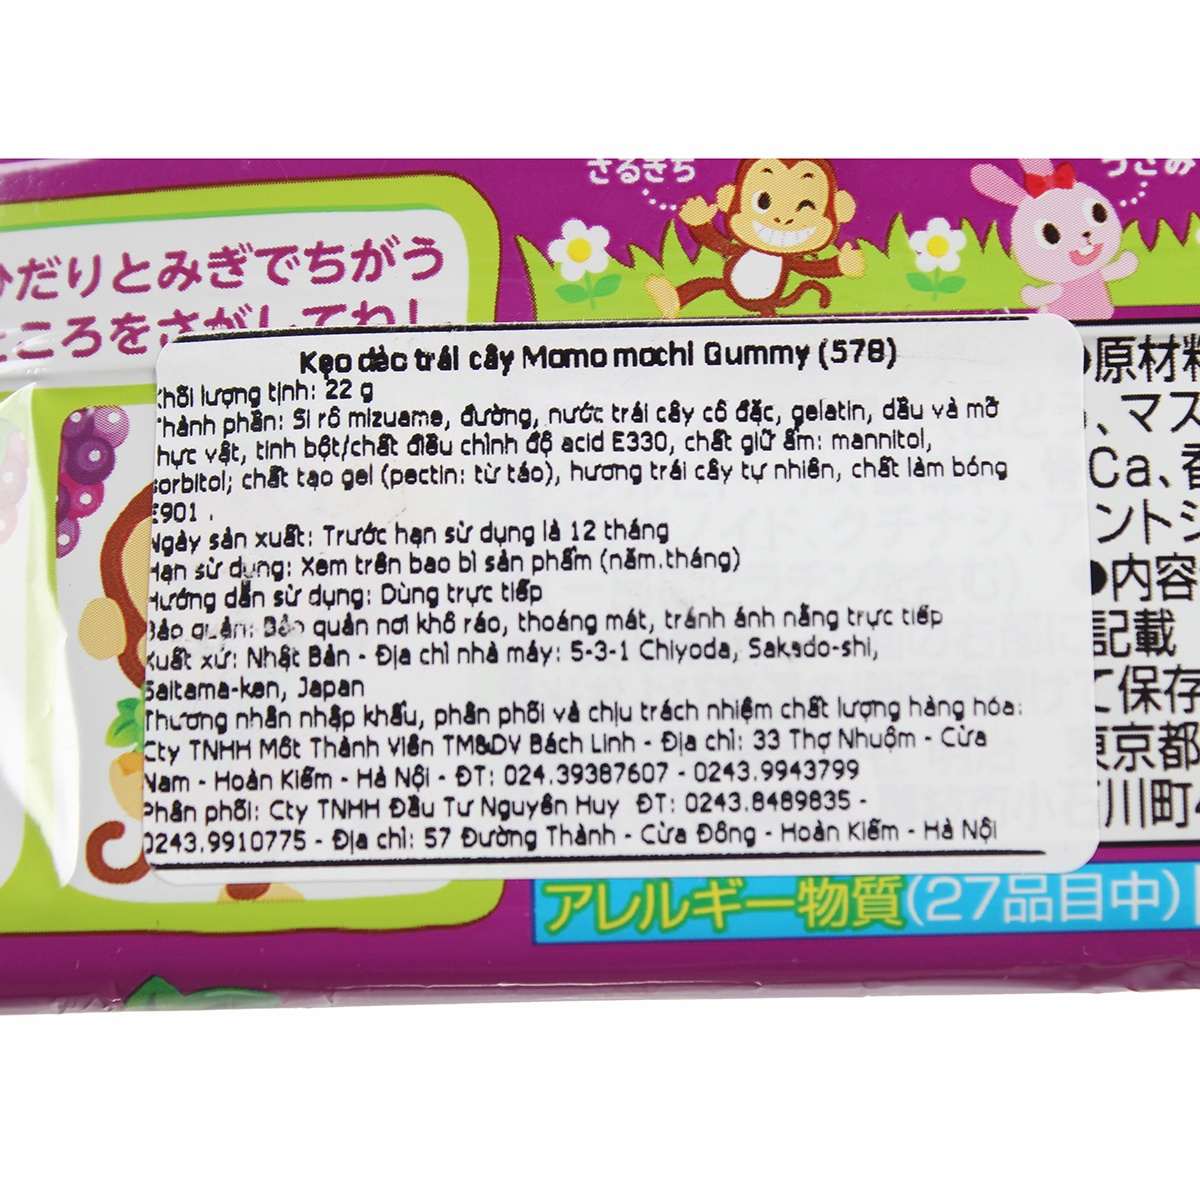 さるきち
うさみ
ひだりとみぎでちがう
ところをさがしてね!
Kẹo dẻo trái cây Momo mochi Gummy (578)
Khối lượng tịnh: 22 g
Thành phần: Si rô mizuame, đường, nước trái cây cô đặc, gelatin, dầu và mỡ
thực vật, tinh bột/chất điều chỉnh độ acid E330, chất giữ ẩm: mannitol,
sorbitol; chất tạo gel (pectin: từ táo), hương trái cây tự nhiên, chất làm bóng
E901 .
Ngày sản xuất: Trước hạn sử dụng là 12 tháng
Hạn sử dụng: Xem trên bao bì sản phẩm (năm.tháng)
Hướng dẫn sử dụng: Dùng trực tiếp
Bảo quản: Bảo quản nơi khô ráo, thoáng mát, tránh ánh nắng trực tiếp
Xuất xứ: Nhật Bản - Địa chỉ nhà máy: 5-3-1 Chiyoda, Sakado-shi,
Saitama-ken, Japan
Thương nhân nhập khẩu, phân phối và chịu trách nhiệm chất lượng hàng hóa:
Cty TNHH Một Thành Viên TM&DV Bách Linh - Địa chỉ: 33 Thợ Nhuộm - Cửa
Nam - Hoàn Kiếm - Hà Nội - ĐT: 024.39387607 - 0243.9943799
Phân phối: Cty TNHH Đầu Tư Nguyên Huy ĐT: 0243.8489835 -
0243.9910775 - Địa chỉ: 57 Đường Thành - Cửa Đông - Hoàn Kiếm - Hà Nội
●原材料
、マス
Ca、香
ントシ
●内容
記載
て保存
東京都
川町
アレルギー物質(27品目中)